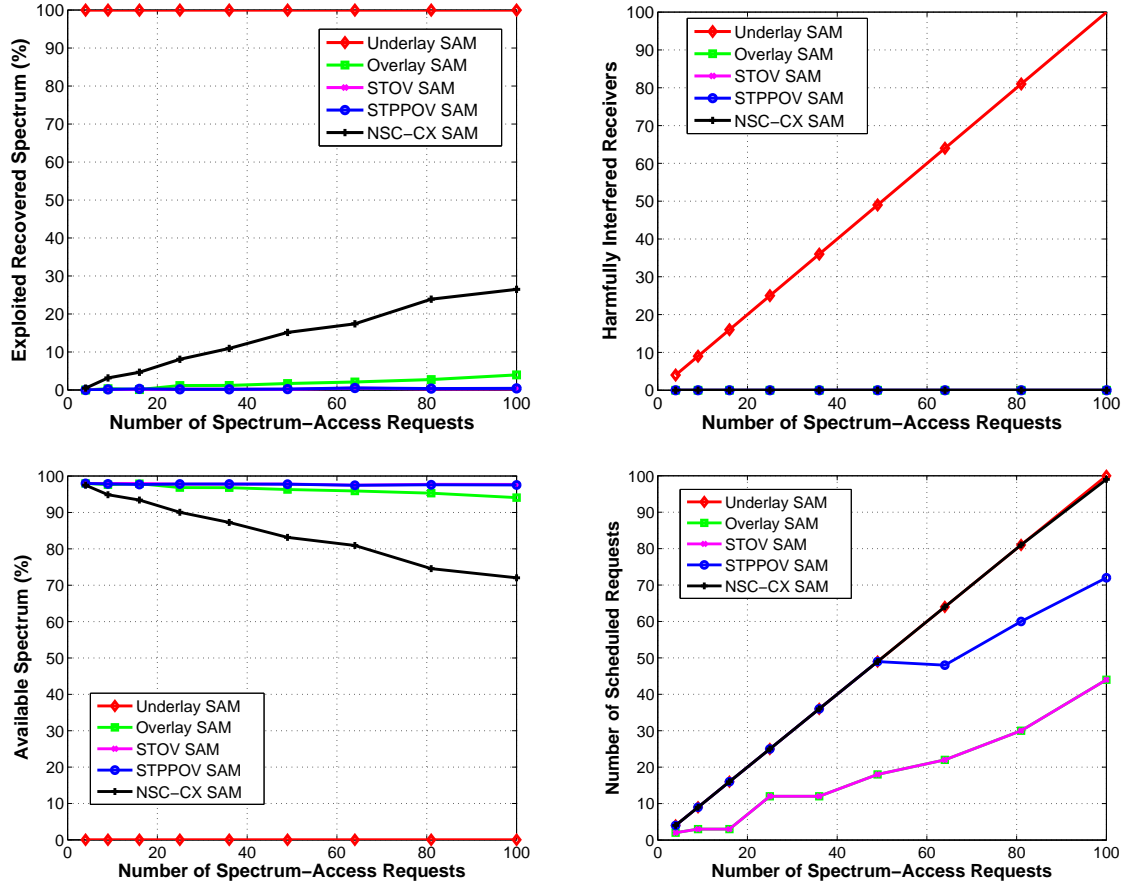 Exploited Recovered Spectrum (%)
100
90
80
70
60
50
40
30
20
10
0
Underlay SAM
Overlay SAM
STOV SAM
STPPOV SAM
NSC−CX SAM
0 20 40 60 80 100
Number of Spectrum−Access Requests
Harmfully Interfered Receivers
100
90
80
70
60
50
40
30
20
10
0
Underlay SAM
Overlay SAM
STOV SAM
STPPOV SAM
NSC−CX SAM
0 20 40 60 80 100
Number of Spectrum−Access Requests
Available Spectrum (%)
100
90
80
70
60
50
40
30
20
10
0
Underlay SAM
Overlay SAM
STOV SAM
STPPOV SAM
NSC−CX SAM
0 20 40 60 80 100
Number of Spectrum−Access Requests
Number of Scheduled Requests
100
90
80
70
60
50
40
30
20
10
0
Underlay SAM
Overlay SAM
STOV SAM
STPPOV SAM
NSC−CX SAM
0 20 40 60 80 100
Number of Spectrum−Access Requests